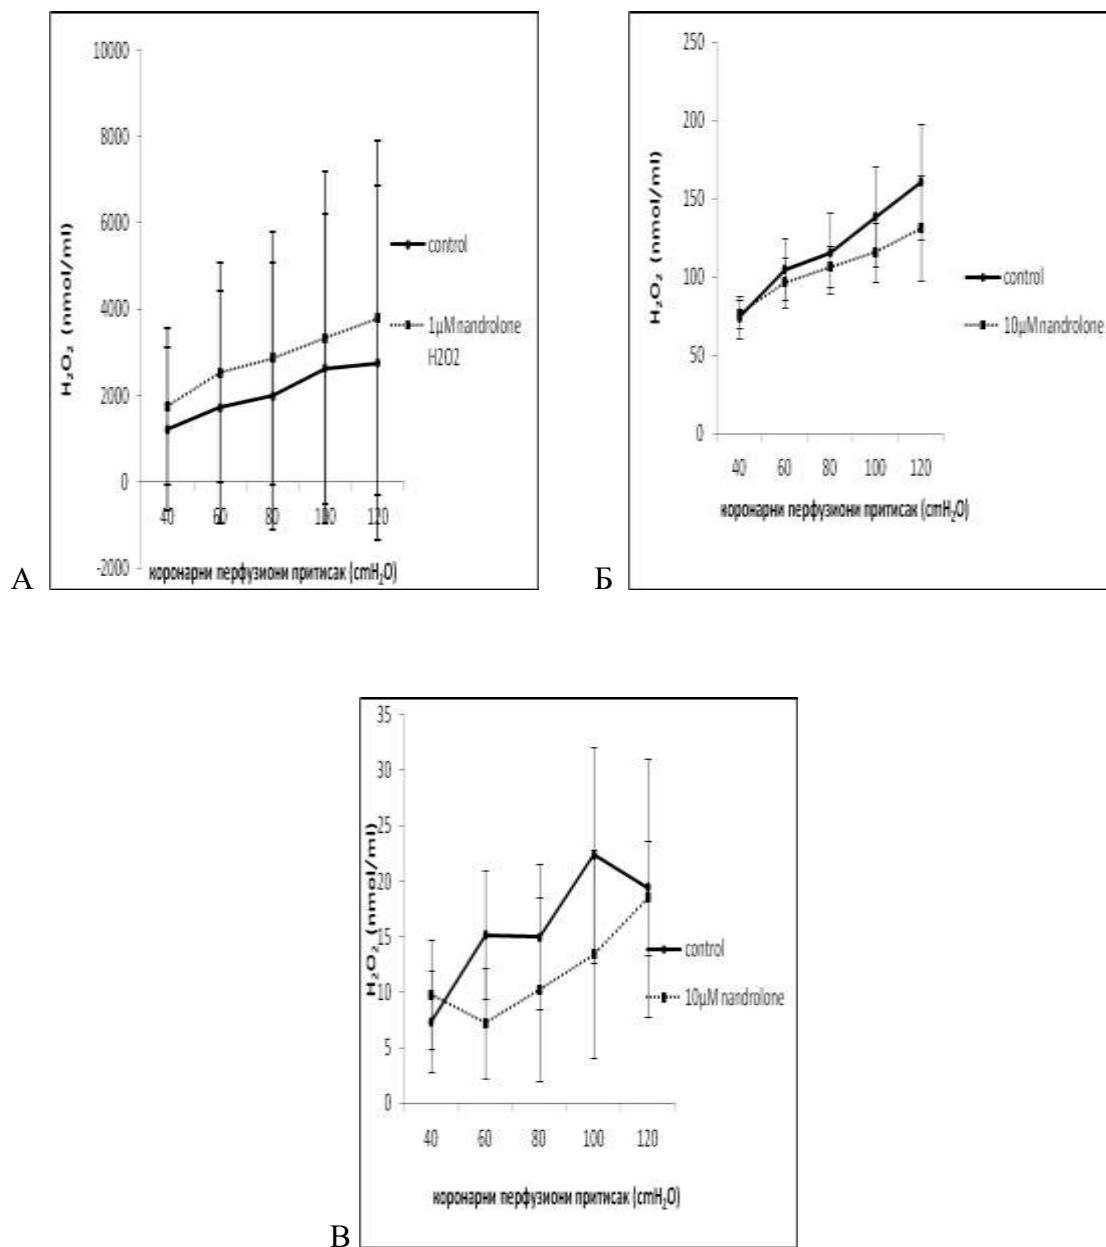 10000
8000
6000
4000
2000
0
-2000
H₂O₂ (nmol/ml)
40 60 80 100 120
коронарни перфузиони притисак (cmH₂O)
control
1µM nandrolone
H2O2
А
250
200
150
100
50
0
H₂O₂ (nmol/ml)
40 60 80 100 120
коронарни перфузиони притисак (cmH₂O)
control
10µM nandrolone
Б
35
30
25
20
15
10
5
0
H₂O₂ (nmol/ml)
40 60 80 100 120
коронарни перфузиони притисак (cmH₂O)
control
10µM nandrolone
В